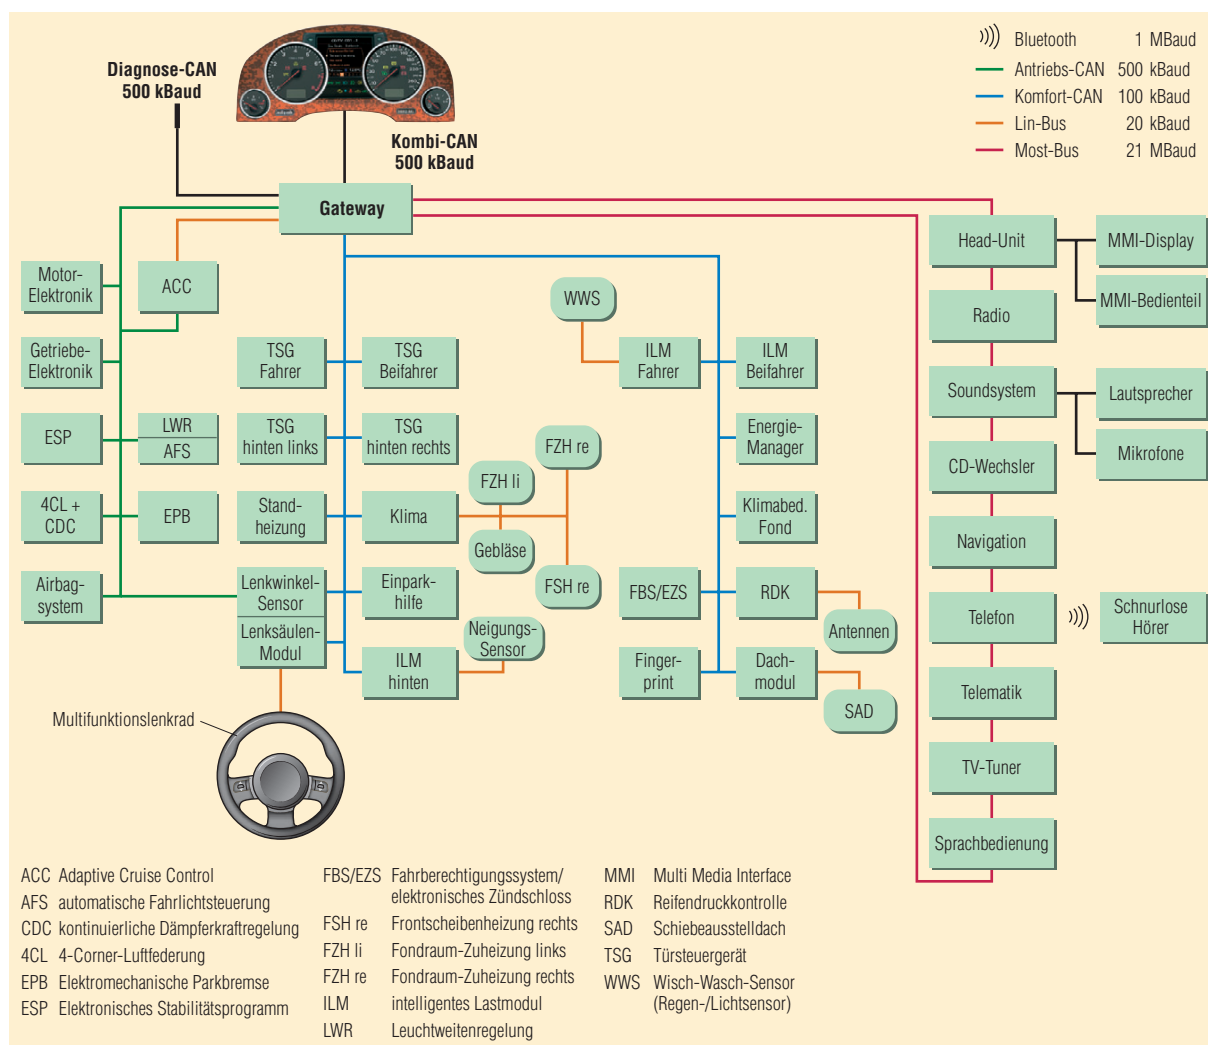 Diagnose-CAN
500 kBaud
Kombi-CAN
500 kBaud
Bluetooth 1 MBaud
Antriebs-CAN 500 kBaud
Komfort-CAN 100 kBaud
Lin-Bus 20 kBaud
Most-Bus 21 MBaud
Gateway
Motor-
Elektronik
ACC
Getriebe-
Elektronik
ESP
LWR
AFS
4CL +
CDC
EPB
Airbag-
system
TSG
Fahrer
TSG
Beifahrer
TSG
hinten links
TSG
hinten rechts
Stand-
heizung
Klima
FZH li
FZH re
Gebläse
FSH re
Lenkwinkel-
Sensor
Lenksäulen-
Modul
Einpark-
hilfe
ILM
hinten
Neigungs-
Sensor
Multifunktionslenkrad
WWS
ILM
Fahrer
ILM
Beifahrer
Energie-
Manager
Klimabed.
Fond
FBS/EZS
RDK
Antennen
Finger-
print
Dach-
modul
SAD
Head-Unit
MMI-Display
MMI-Bedienteil
Radio
Soundsystem
Lautsprecher
Mikrofone
CD-Wechsler
Navigation
Telefon
Schnurlose
Hörer
Telematik
TV-Tuner
Sprachbedienung
ACC Adaptive Cruise Control
AFS automatische Fahrlichtsteuerung
CDC kontinuierliche Dämpferkraftregelung
4CL 4-Corner-Luftfederung
EPB Elektromechanische Parkbremse
ESP Elektronisches Stabilitätsprogramm
FBS/EZS Fahrberechtigungssystem/
elektronisches Zündschloss
FSH re Frontscheibenheizung rechts
FZH li Fondraum-Zuheizung links
FZH re Fondraum-Zuheizung rechts
ILM intelligentes Lastmodul
LWR Leuchtweitenregelung
MMI Multi Media Interface
RDK Reifendruckkontrolle
SAD Schiebeausstelldach
TSG Türsteuergerät
WWS Wisch-Wasch-Sensor
(Regen-/Lichtsensor)